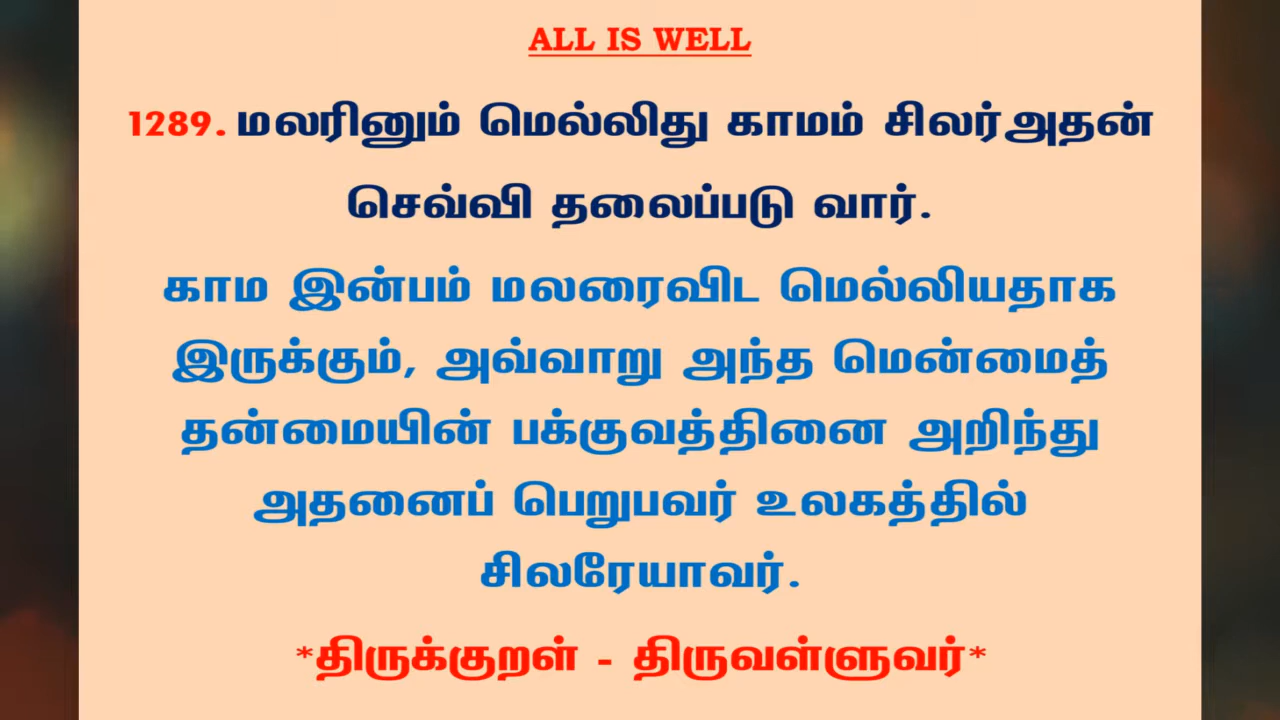 ALL IS WELL
1289. மலரினும் மெல்லிது காமம் சிலர்அதன்
செவ்வி தலைப்படு வார்.
காம இன்பம் மலரைவிட மெல்லியதாக
இருக்கும், அவ்வாறு அந்த மென்மைத்
தன்மையின் பக்குவத்தினை அறிந்து
அதனைப் பெறுபவர் உலகத்தில்
சிலரேயாவர்.
*திருக்குறள் - திருவள்ளுவர்*